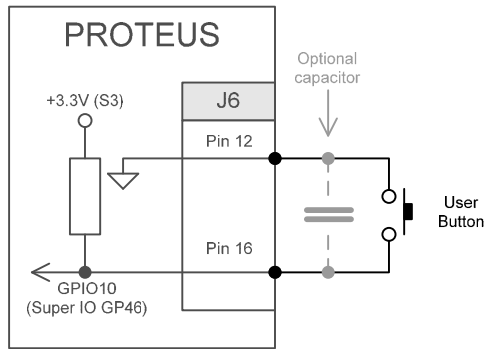 PROTEUS
Optional
capacitor
+3.3V (S3)
J6
Pin 12
User
Button
Pin 16
GPIO10
(Super IO GP46)